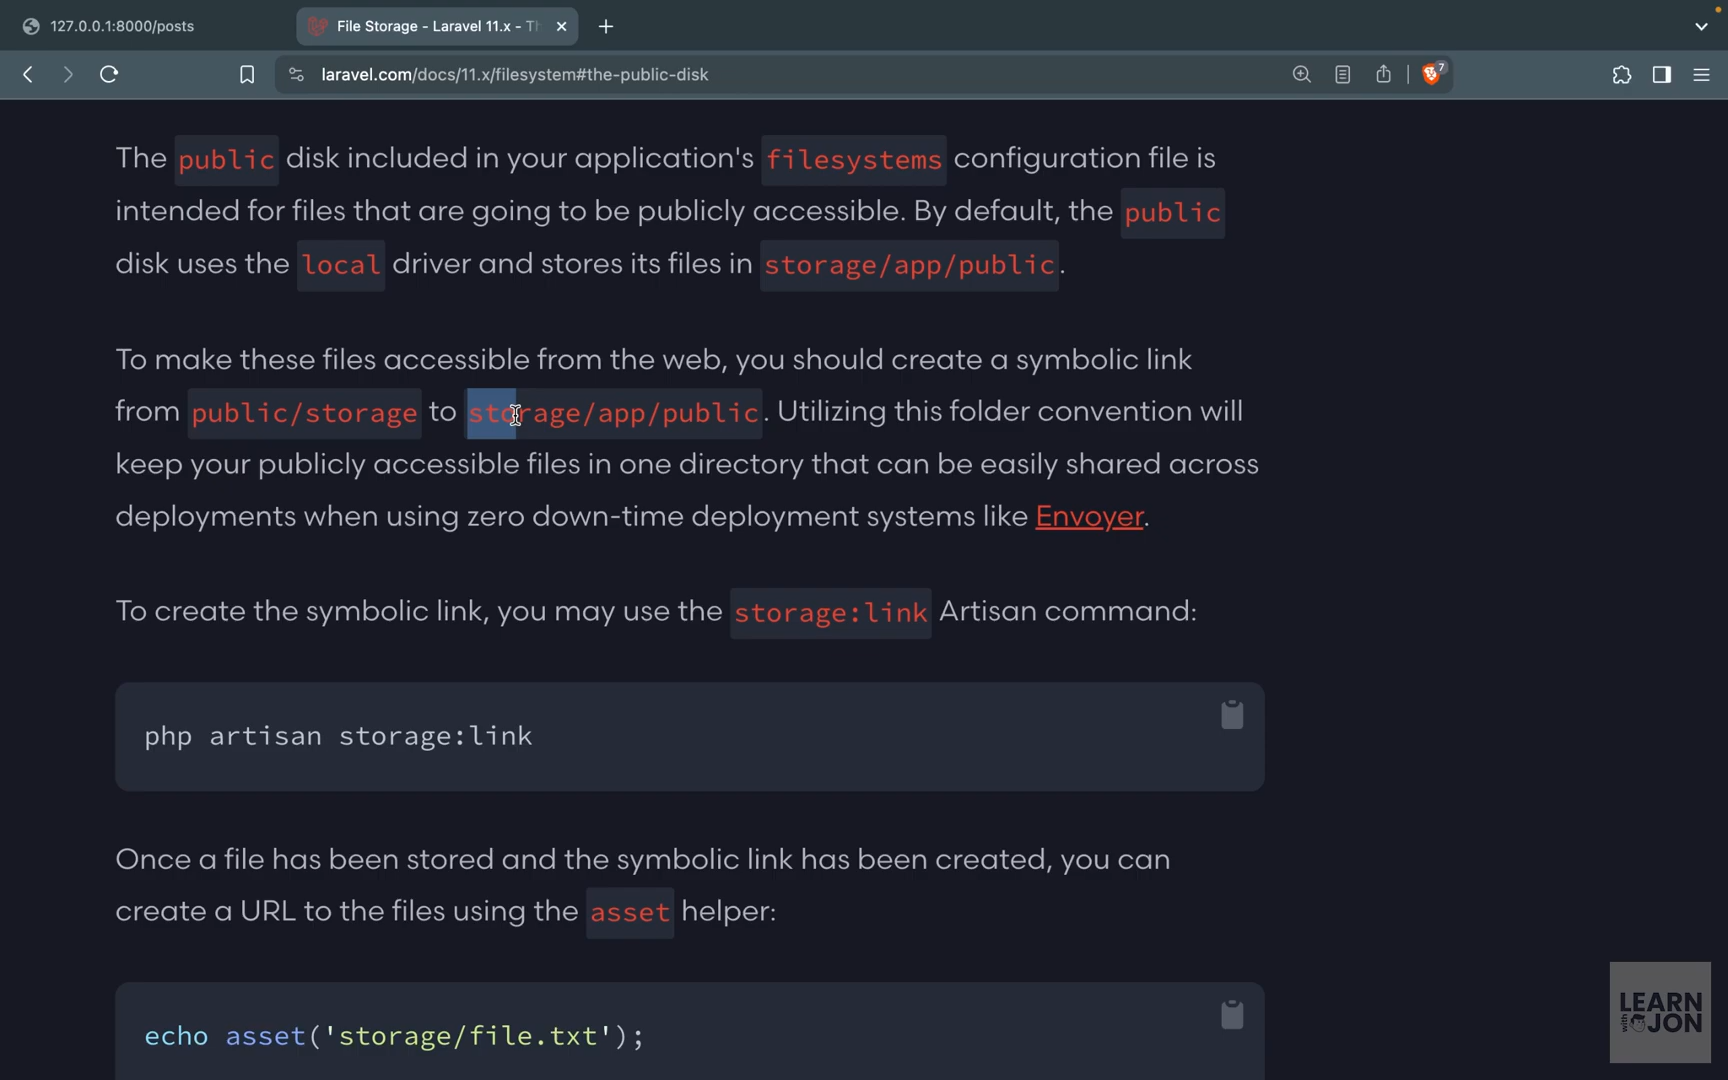 127.0.0.1:8000/posts
File Storage - Laravel 11.x - Th
laravel.com/docs/11.x/filesystem#the-public-disk
7
The public disk included in your application's filesystems configuration file is
intended for files that are going to be publicly accessible. By default, the public
disk uses the local driver and stores its files in storage/app/public.
To make these files accessible from the web, you should create a symbolic link
from public/storage to storage/app/public. Utilizing this folder convention will
keep your publicly accessible files in one directory that can be easily shared across
deployments when using zero down-time deployment systems like Envoyer.
To create the symbolic link, you may use the storage:link Artisan command:
php artisan storage:link
Once a file has been stored and the symbolic link has been created, you can
create a URL to the files using the asset helper:
echo asset('storage/file.txt');
LEARN
with JON